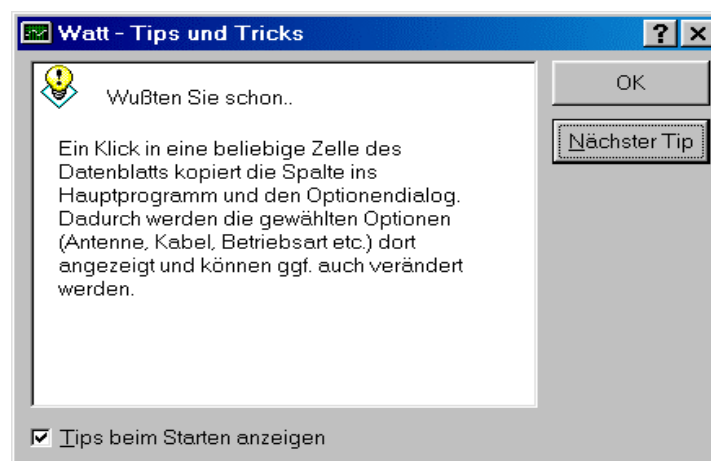 Watt - Tips und Tricks
Wußten Sie schon..
OK
Nächster Tip
Ein Klick in eine beliebige Zelle des
Datenblatts kopiert die Spalte ins
Hauptprogramm und den Optionendialog.
Dadurch werden die gewählten Optionen
(Antenne, Kabel, Betriebsart etc.) dort
angezeigt und können ggf. auch verändert
werden.
Tips beim Starten anzeigen